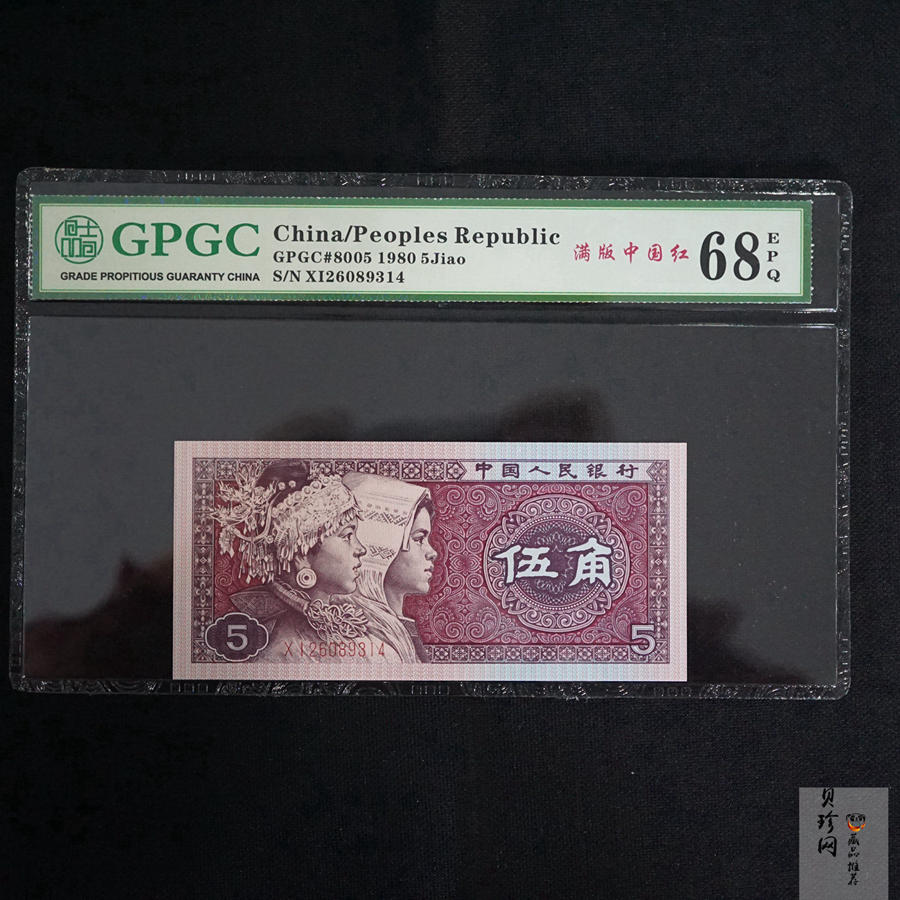 GPGC
GRADE PROPITIOUS GUARANTY CHINA
China/Peoples Republic
GPGC#8005 1980 5Jiao
S/N XI26089314
满版中国红
68
EPQ
中国人民银行
伍角
5
XI26089314
5
贝珍网
藏品推荐